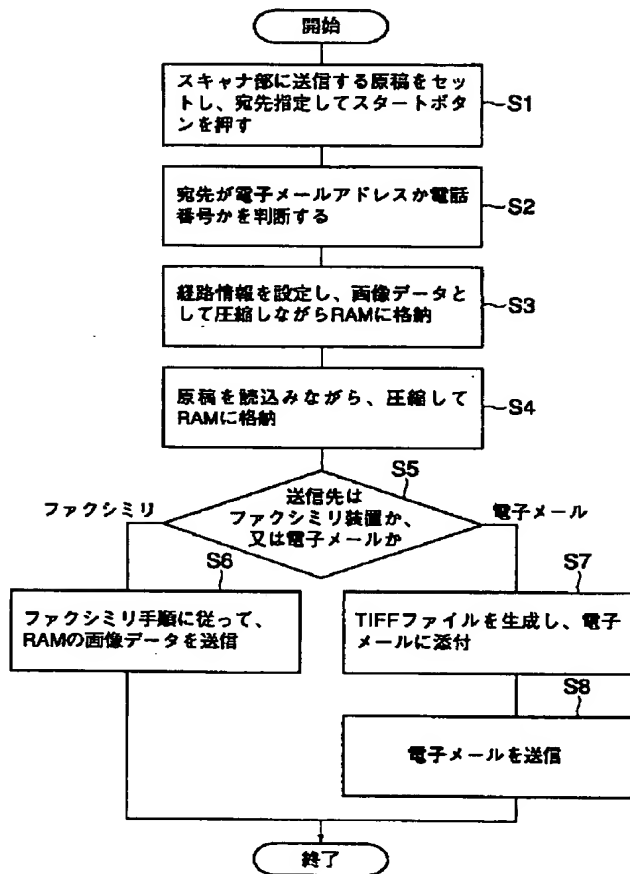 開始
スキャナ部に送信する原稿をセッ
トし、宛先指定してスタートボタ
ンを押す
S1
宛先が電子メールアドレスか電話
番号かを判断する
S2
経路情報を設定し、画像データと
して圧縮しながらRAMに格納
S3
原稿を読込みながら、圧縮して
RAMに格納
S4
S5
送信先は
ファクシミリ装置か、
又は電子メールか
ファクシミリ
電子メール
S6
ファクシミリ手順に従って、
RAMの画像データを送信
S7
TIFFファイルを生成し、電子
メールに添付
S8
電子メールを送信
終了